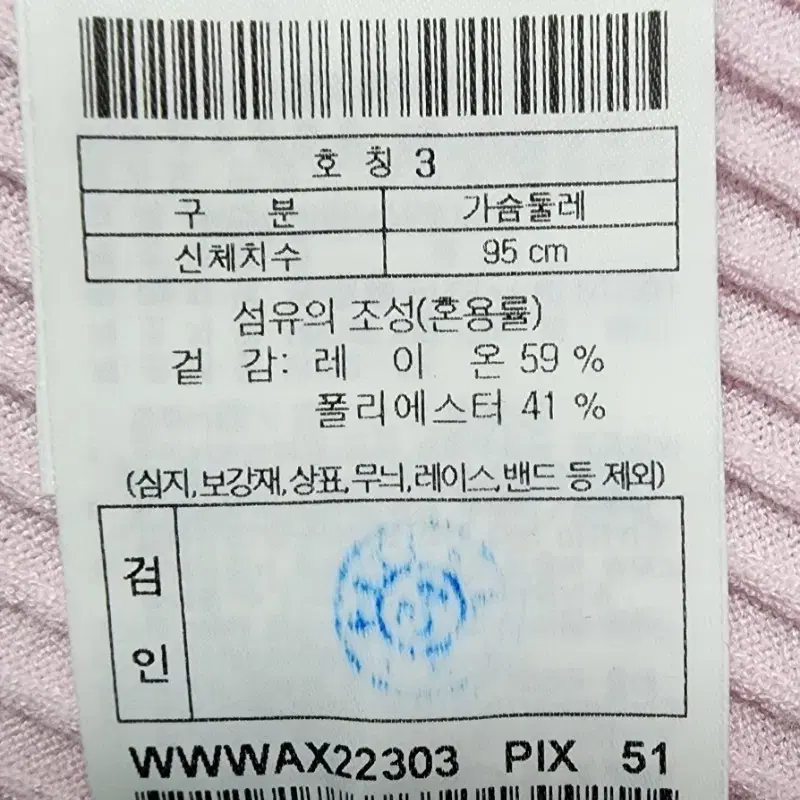 호칭 3
구 분 가슴둘레
신체치수 95 cm
섬유의 조성(혼용률)
겉 감: 레 이 온 59 %
폴리에스터 41 %
(심지,보강재,상표,무늬,레이스,밴드 등 제외)
검
인
WWWAX22303 PIX 51